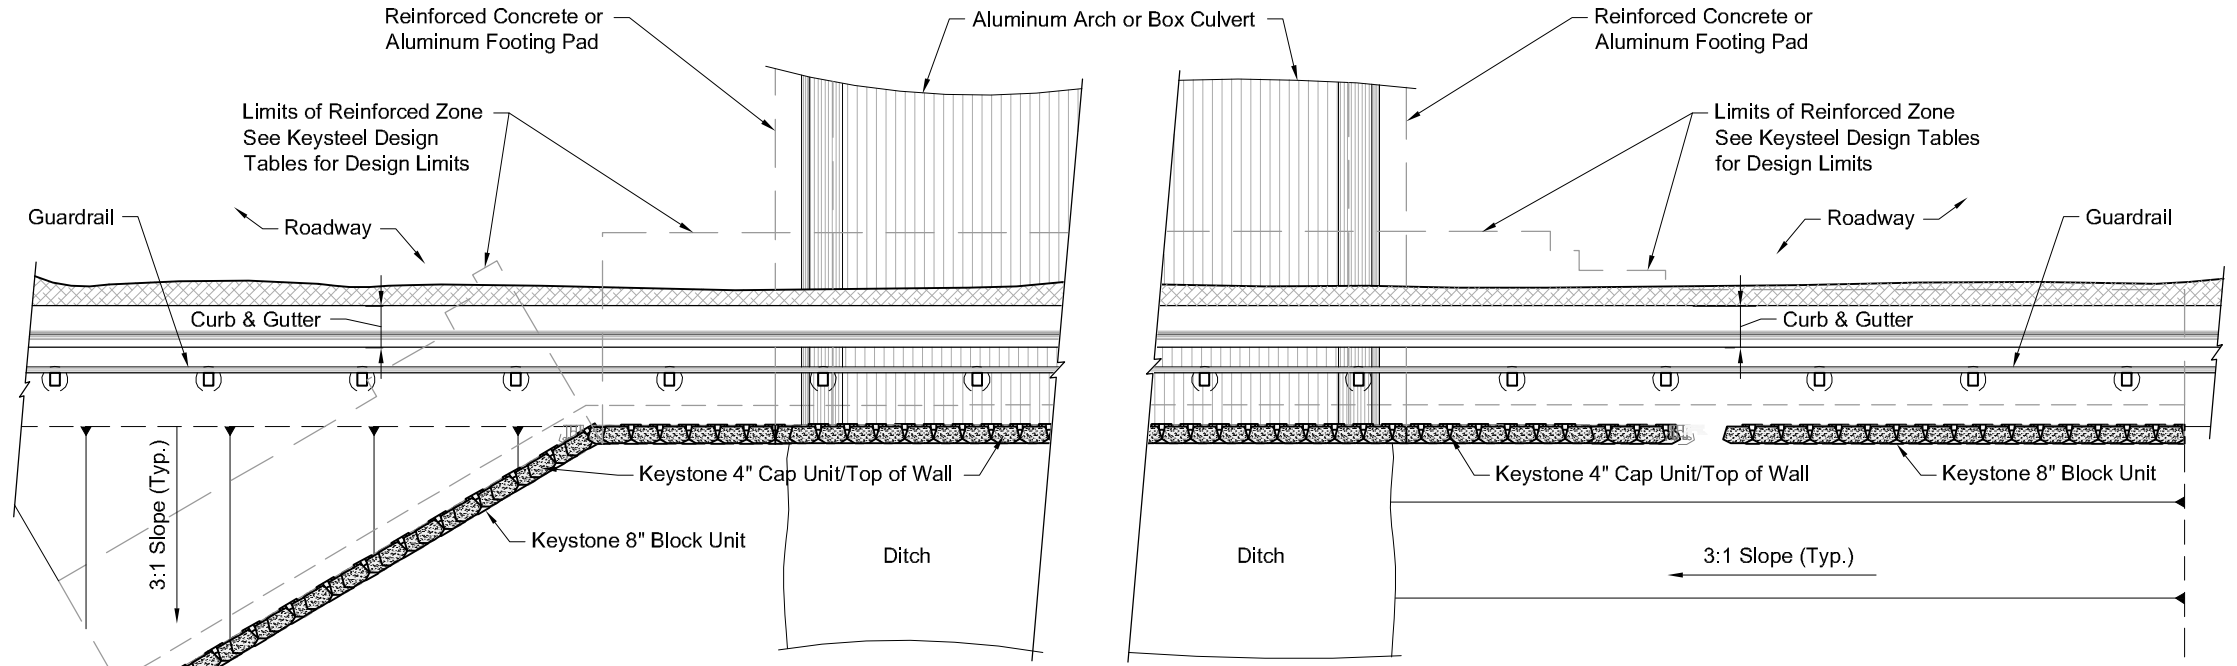 Reinforced Concrete or
Aluminum Footing Pad
Aluminum Arch or Box Culvert
Reinforced Concrete or
Aluminum Footing Pad
Limits of Reinforced Zone
See Keysteel Design
Tables for Design Limits
Limits of Reinforced Zone
See Keysteel Design Tables
for Design Limits
Guardrail
Roadway
Roadway
Guardrail
Curb & Gutter
Curb & Gutter
3:1 Slope (Typ.)
Keystone 4" Cap Unit/Top of Wall
Keystone 4" Cap Unit/Top of Wall
Keystone 8" Block Unit
Keystone 8" Block Unit
Ditch
Ditch
3:1 Slope (Typ.)